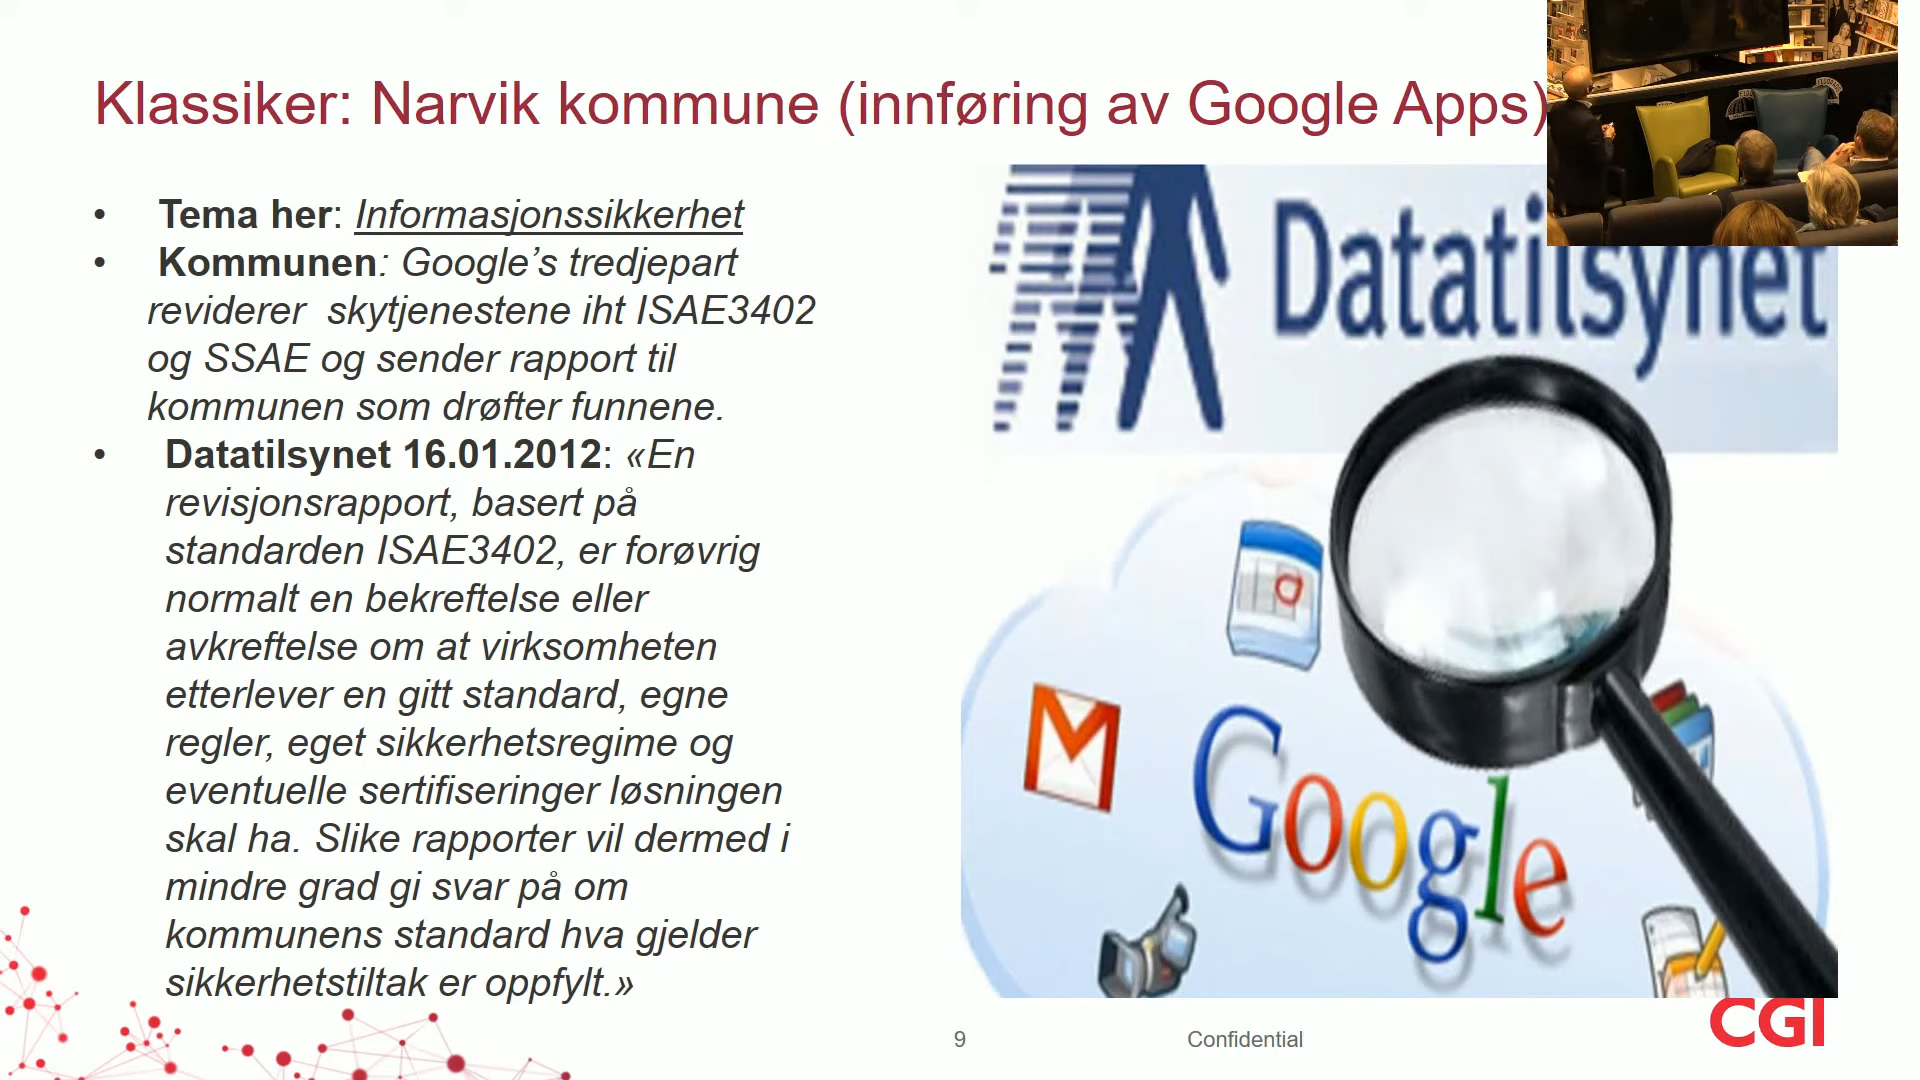 Klassiker: Narvik kommune (innføring av Google Apps)
• Tema her: Informasjonssikkerhet
• Kommunen: Google’s tredjepart
reviderer skytjenestene iht ISAE3402
og SSAE og sender rapport til
kommunen som drøfter funnene.
• Datatilsynet 16.01.2012: «En
revisjonsrapport, basert på
standarden ISAE3402, er forøvrig
normalt en bekreftelse eller
avkreftelse om at virksomheten
etterlever en gitt standard, egne
regler, eget sikkerhetsregime og
eventuelle sertifiseringer løsningen
skal ha. Slike rapporter vil dermed i
mindre grad gi svar på om
kommunens standard hva gjelder
sikkerhetstiltak er oppfylt.»
Datatilsynet
Google
9
Confidential
CGI